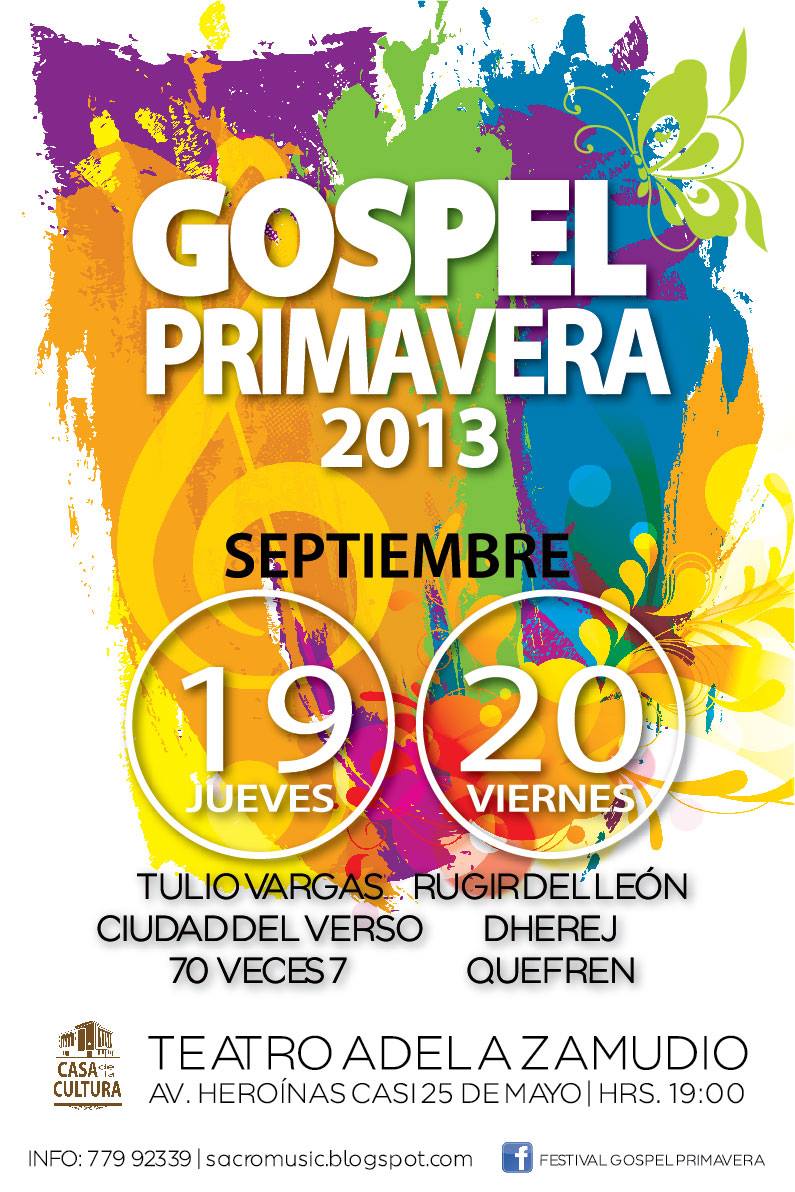 GOSPEL
PRIMAVERA
2013
SEPTIEMBRE
19
JUEVES
20
VIERNES
TULIO VARGAS
CIUDAD DEL VERSO
70 VECES 7
RUGIR DEL LEÓN
DHEREJ
QUEFREN
CASA de la
CULTURA
TEATRO ADELA ZAMUDIO
AV. HEROÍNAS CASI 25 DE MAYO | HRS. 19:00
INFO: 779 92339 | sacromusic.blogspot.com
f FESTIVAL GOSPEL PRIMAVERA